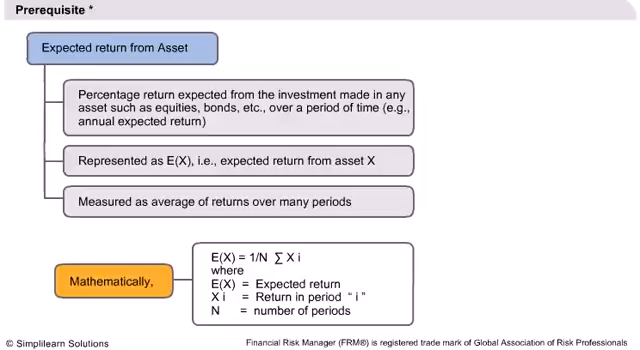 Prerequisite *
Expected return from Asset
Percentage return expected from the investment made in any
asset such as equities, bonds, etc., over a period of time (e.g.,
annual expected return)
Represented as E(X), i.e., expected return from asset X
Measured as average of returns over many periods
Mathematically,
E(X) = 1/N ∑ X i
where
E(X) = Expected return
X i = Return in period “ i ”
N = number of periods
© Simplilearn Solutions
Financial Risk Manager (FRM®) is registered trade mark of Global Association of Risk Professionals